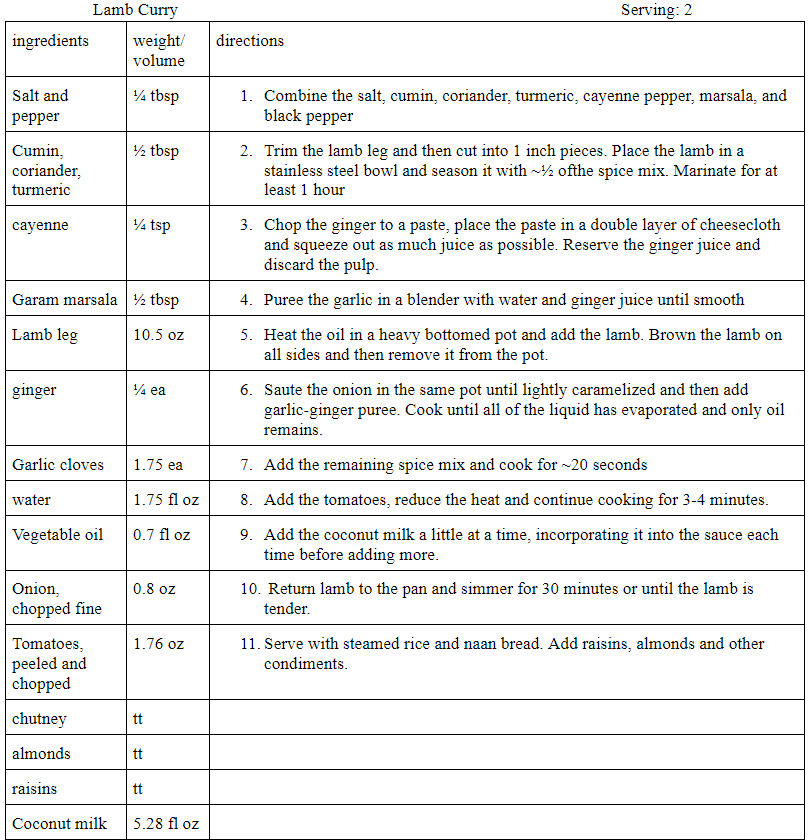 Lamb Curry Serving: 2
ingredients weight/ directions
volume
Salt and ¼ tbsp 1. Combine the salt, cumin, coriander, turmeric, cayenne pepper, marsala, and
pepper black pepper
Cumin, ½ tbsp 2. Trim the lamb leg and then cut into 1 inch pieces. Place the lamb in a
coriander, stainless steel bowl and season it with ~½ ofthe spice mix. Marinate for at
turmeric least 1 hour
cayenne ¼ tsp 3. Chop the ginger to a paste, place the paste in a double layer of cheesecloth
and squeeze out as much juice as possible. Reserve the ginger juice and
discard the pulp.
Garam marsala ½ tbsp 4. Puree the garlic in a blender with water and ginger juice until smooth
Lamb leg 10.5 oz 5. Heat the oil in a heavy bottomed pot and add the lamb. Brown the lamb on
all sides and then remove it from the pot.
ginger ¼ ea 6. Saute the onion in the same pot until lightly caramelized and then add
garlic-ginger puree. Cook until all of the liquid has evaporated and only oil
remains.
Garlic cloves 1.75 ea 7. Add the remaining spice mix and cook for ~20 seconds
water 1.75 fl oz 8. Add the tomatoes, reduce the heat and continue cooking for 3-4 minutes.
Vegetable oil 0.7 fl oz 9. Add the coconut milk a little at a time, incorporating it into the sauce each
time before adding more.
Onion, 0.8 oz 10. Return lamb to the pan and simmer for 30 minutes or until the lamb is
chopped fine tender.
Tomatoes, 1.76 oz 11. Serve with steamed rice and naan bread. Add raisins, almonds and other
peeled and condiments.
chopped
chutney tt
almonds tt
raisins tt
Coconut milk 5.28 fl oz